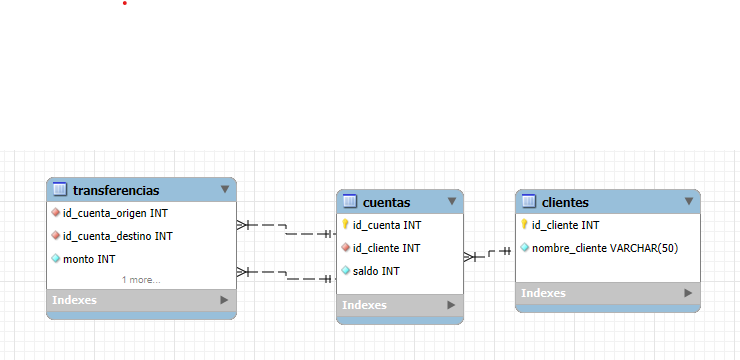 transferencias
id_cuenta_origen INT
id_cuenta_destino INT
monto INT
1 more...
Indexes
cuentas
id_cuenta INT
id_cliente INT
saldo INT
Indexes
clientes
id_cliente INT
nombre_cliente VARCHAR(50)
Indexes